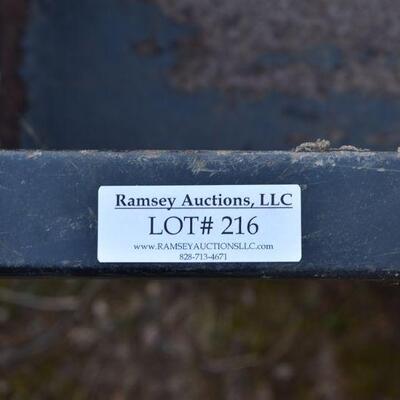 Ramsey Auctions, LLC
LOT# 216
WWW.RAMSEYAUCTIONSLLC.com
828-713-4671